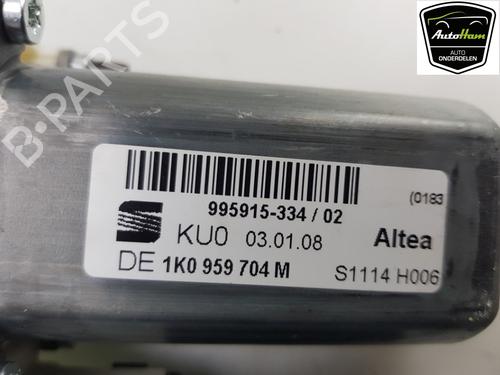 AutoHam
AUTO
ONDERDELEN
B-PARTS
995915-334 / 02
(0183
KU0 03.01.08
Altea
DE 1K0 959 704 M
S1114 H006